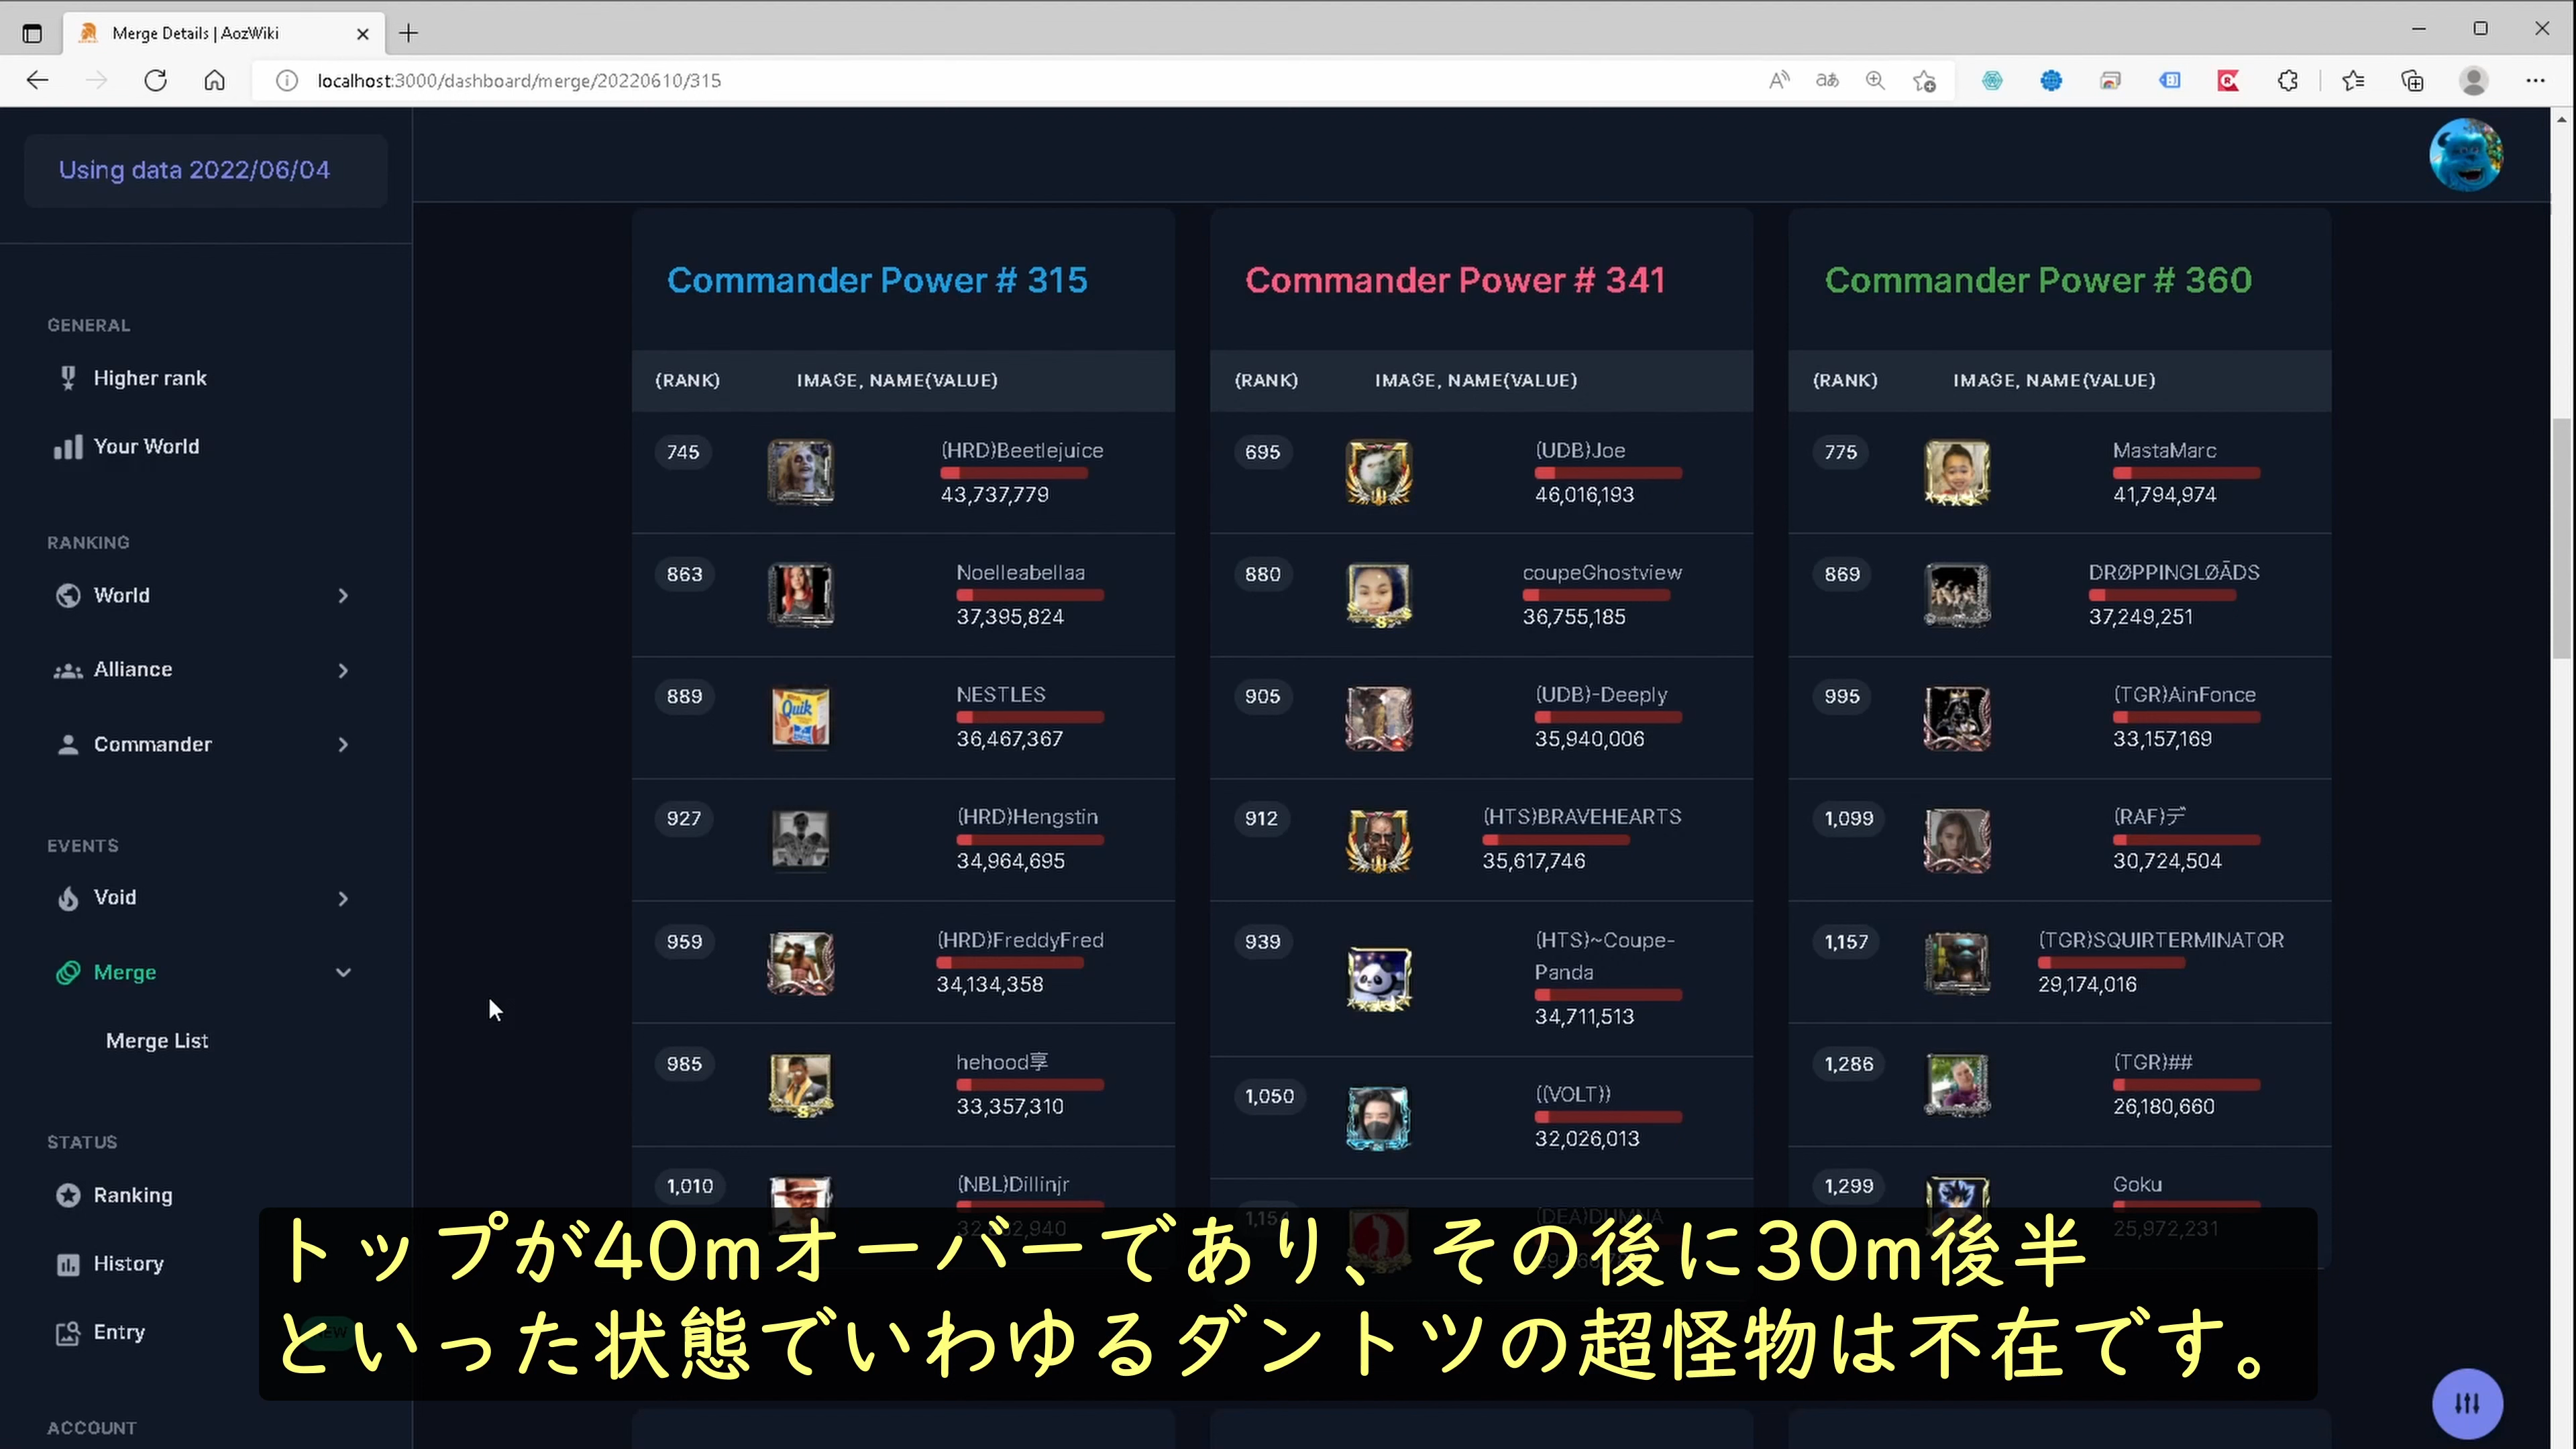 Merge Details | AozWiki
localhost:3000/dashboard/merge/20220610/315
Using data 2022/06/04
GENERAL
Higher rank
Your World
RANKING
World
Alliance
Commander
EVENTS
Void
Merge
Merge List
STATUS
Ranking
History
Entry
ACCOUNT
Commander Power # 315
(RANK) IMAGE, NAME(VALUE)
745 (HRD)Beetlejuice
43,737,779
863 Noelleabellaa
37,395,824
889 NESTLES
36,467,367
927 (HRD)Hengstin
34,964,695
959 (HRD)FreddyFred
34,134,358
985 hehood享
33,357,310
1,010 (NBL)Dillinjr
Commander Power # 341
(RANK) IMAGE, NAME(VALUE)
695 (UDB)Joe
46,016,193
880 coupeGhostview
36,755,185
905 (UDB)-Deeply
35,940,006
912 (HTS)BRAVEHEARTS
35,617,746
939 (HTS)~Coupe-
Panda
34,711,513
1,050 ((VOLT))
32,026,013
1,154 (DEA)DUMNA
Commander Power # 360
(RANK) IMAGE, NAME(VALUE)
775 MastaMarc
41,794,974
869 DRØPPINGLØĀDS
37,249,251
995 (TGR)AinFonce
33,157,169
1,099 (RAF)デ
30,724,504
1,157 (TGR)SQUIRTERMINATOR
29,174,016
1,286 (TGR)##
26,180,660
1,299 Goku
25,972,231
トップが40mオーバーであり、その後に30m後半
といった状態でいわゆるダントツの超怪物は不在です。